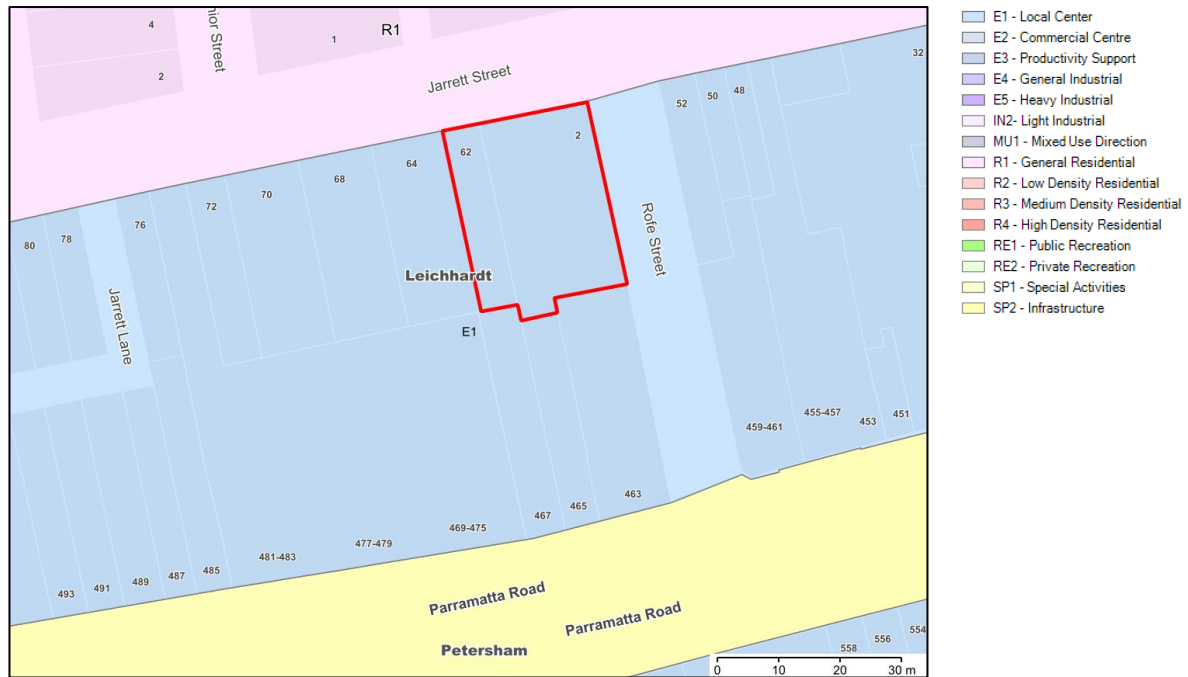 4
1
R1
nior Street
2
Jarrett Street
32
52
50
48
2
62
64
68
70
72
76
78
80
Rofe Street
Leichhardt
Jarrett Lane
E1
459-461
455-457
453
451
463
465
467
469-475
477-479
481-483
485
487
489
491
493
Parramatta Road
Parramatta Road
Petersham
558
556
554
0 10 20 30 m
E1 - Local Center
E2 - Commercial Centre
E3 - Productivity Support
E4 - General Industrial
E5 - Heavy Industrial
IN2- Light Industrial
MU1 - Mixed Use Direction
R1 - General Residential
R2 - Low Density Residential
R3 - Medium Density Residential
R4 - High Density Residential
RE1 - Public Recreation
RE2 - Private Recreation
SP1 - Special Activities
SP2 - Infrastructure